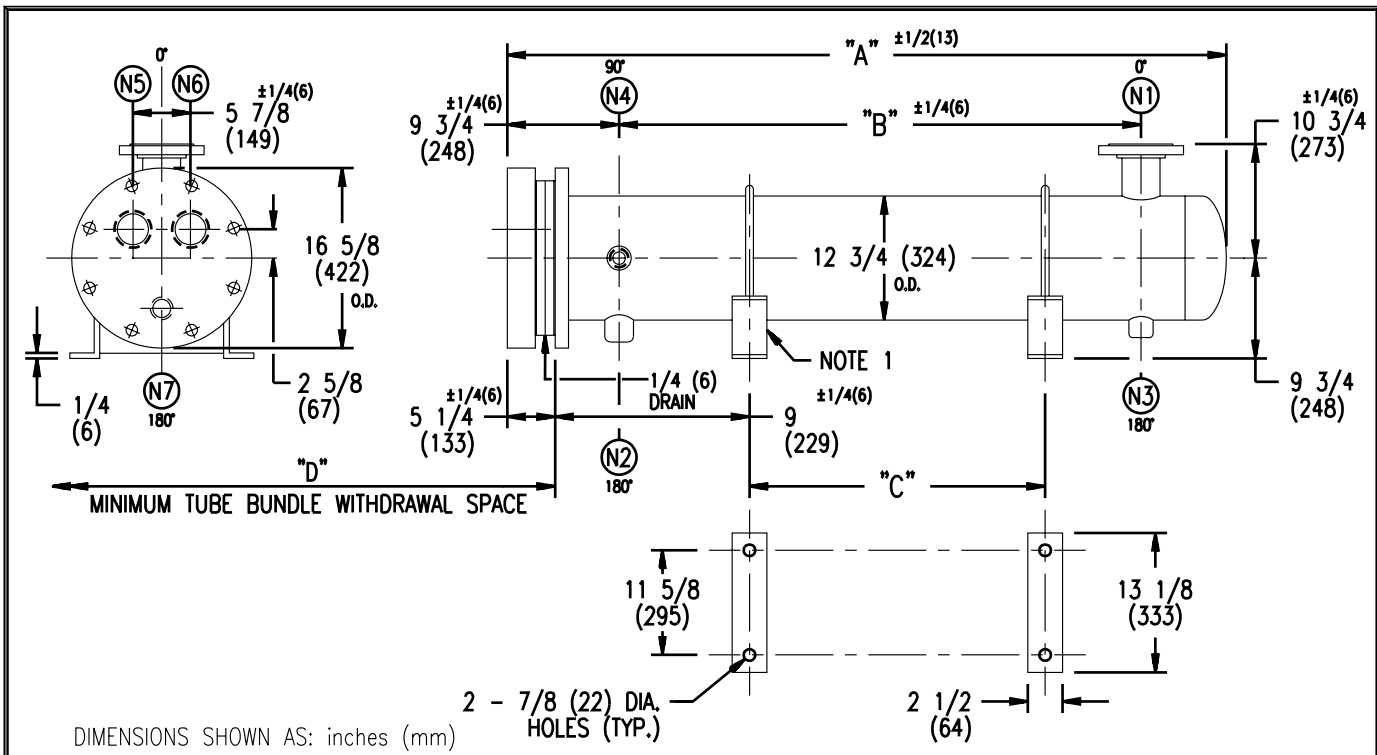 0°
N5
N6
±1/4(6)
5 7/8
(149)
16 5/8
(422)
O.D.
1/4
(6)
N7
180°
2 5/8
(67)
"A" ±1/2(13)
90°
N4
0°
N1
±1/4(6)
9 3/4
(248)
"B" ±1/4(6)
±1/4(6)
10 3/4
(273)
12 3/4 (324)
O.D.
NOTE 1
1/4 (6)
DRAIN
±1/4(6)
5 1/4
(133)
±1/4(6)
9
(229)
N2
180°
N3
180°
9 3/4
(248)
"D"
MINIMUM TUBE BUNDLE WITHDRAWAL SPACE
"C"
11 5/8
(295)
13 1/8
(333)
2 - 7/8 (22) DIA.
HOLES (TYP.)
2 1/2
(64)
DIMENSIONS SHOWN AS: inches (mm)